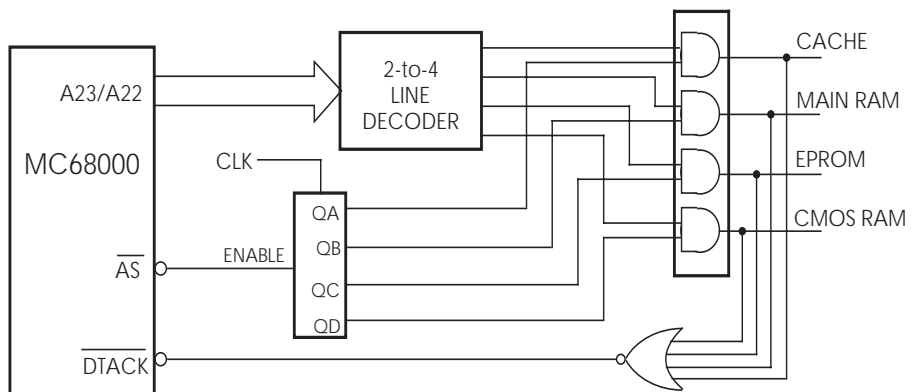 A23/A22
MC68000
AS
DTACK
2-to-4
LINE
DECODER
CLK
ENABLE
QA
QB
QC
QD
CACHE
MAIN RAM
EPROM
CMOS RAM